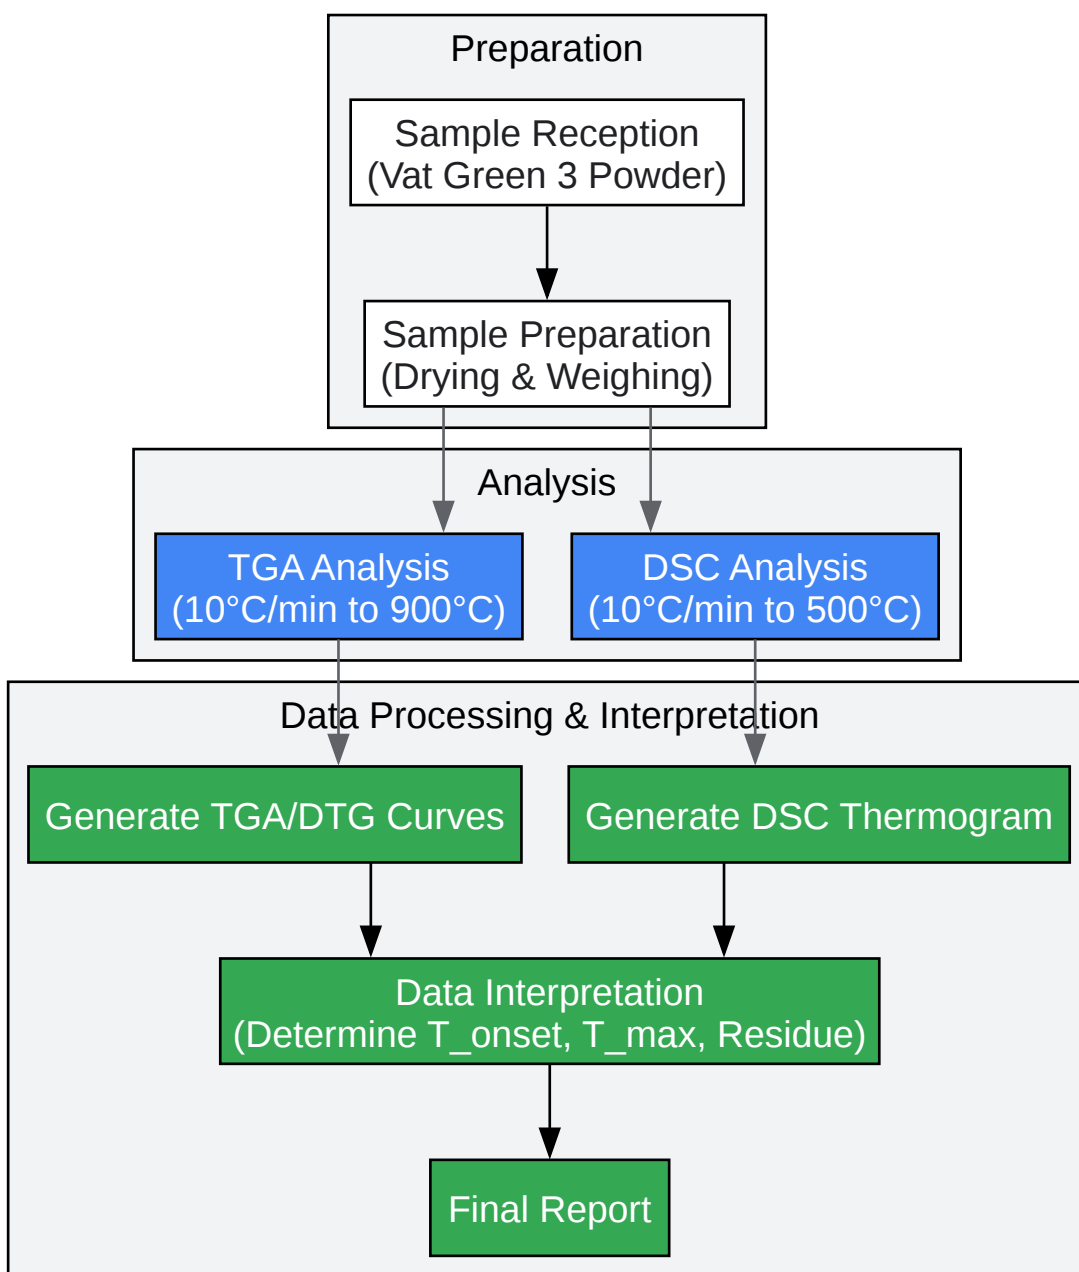 Preparation
Sample Reception
(Vat Green 3 Powder)
Sample Preparation
(Drying & Weighing)
Analysis
TGA Analysis
(10°C/min to 900°C)
DSC Analysis
(10°C/min to 500°C)
Data Processing & Interpretation
Generate TGA/DTG Curves
Generate DSC Thermogram
Data Interpretation
(Determine T_onset, T_max, Residue)
Final Report